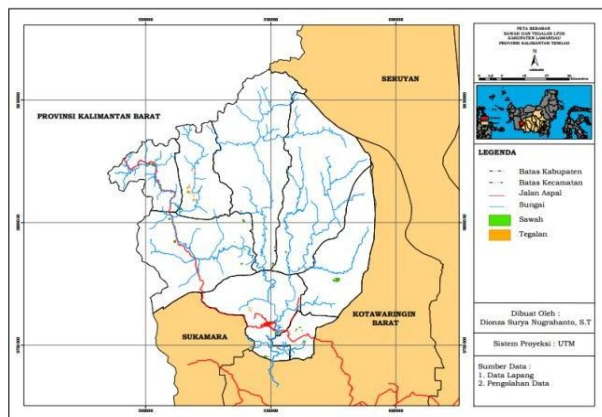 PETA SEBARAN
SAWAH DAN TEGALAN LP2B
KABUPATEN LAMANDAU
PROVINSI KALIMANTAN TENGAH
N
SERUYAN
PROVINSI KALIMANTAN BARAT
KOTAWARINGIN
BARAT
SUKAMARA
LEGENDA
Batas Kabupaten
Batas Kecamatan
Jalan Aspal
Sungai
Sawah
Tegalan
Dibuat Oleh :
Dionza Surya Nugrahanto, S.T
Sistem Proyeksi : UTM
Sumber Data :
1. Data Lapang
2. Pengolahan Data